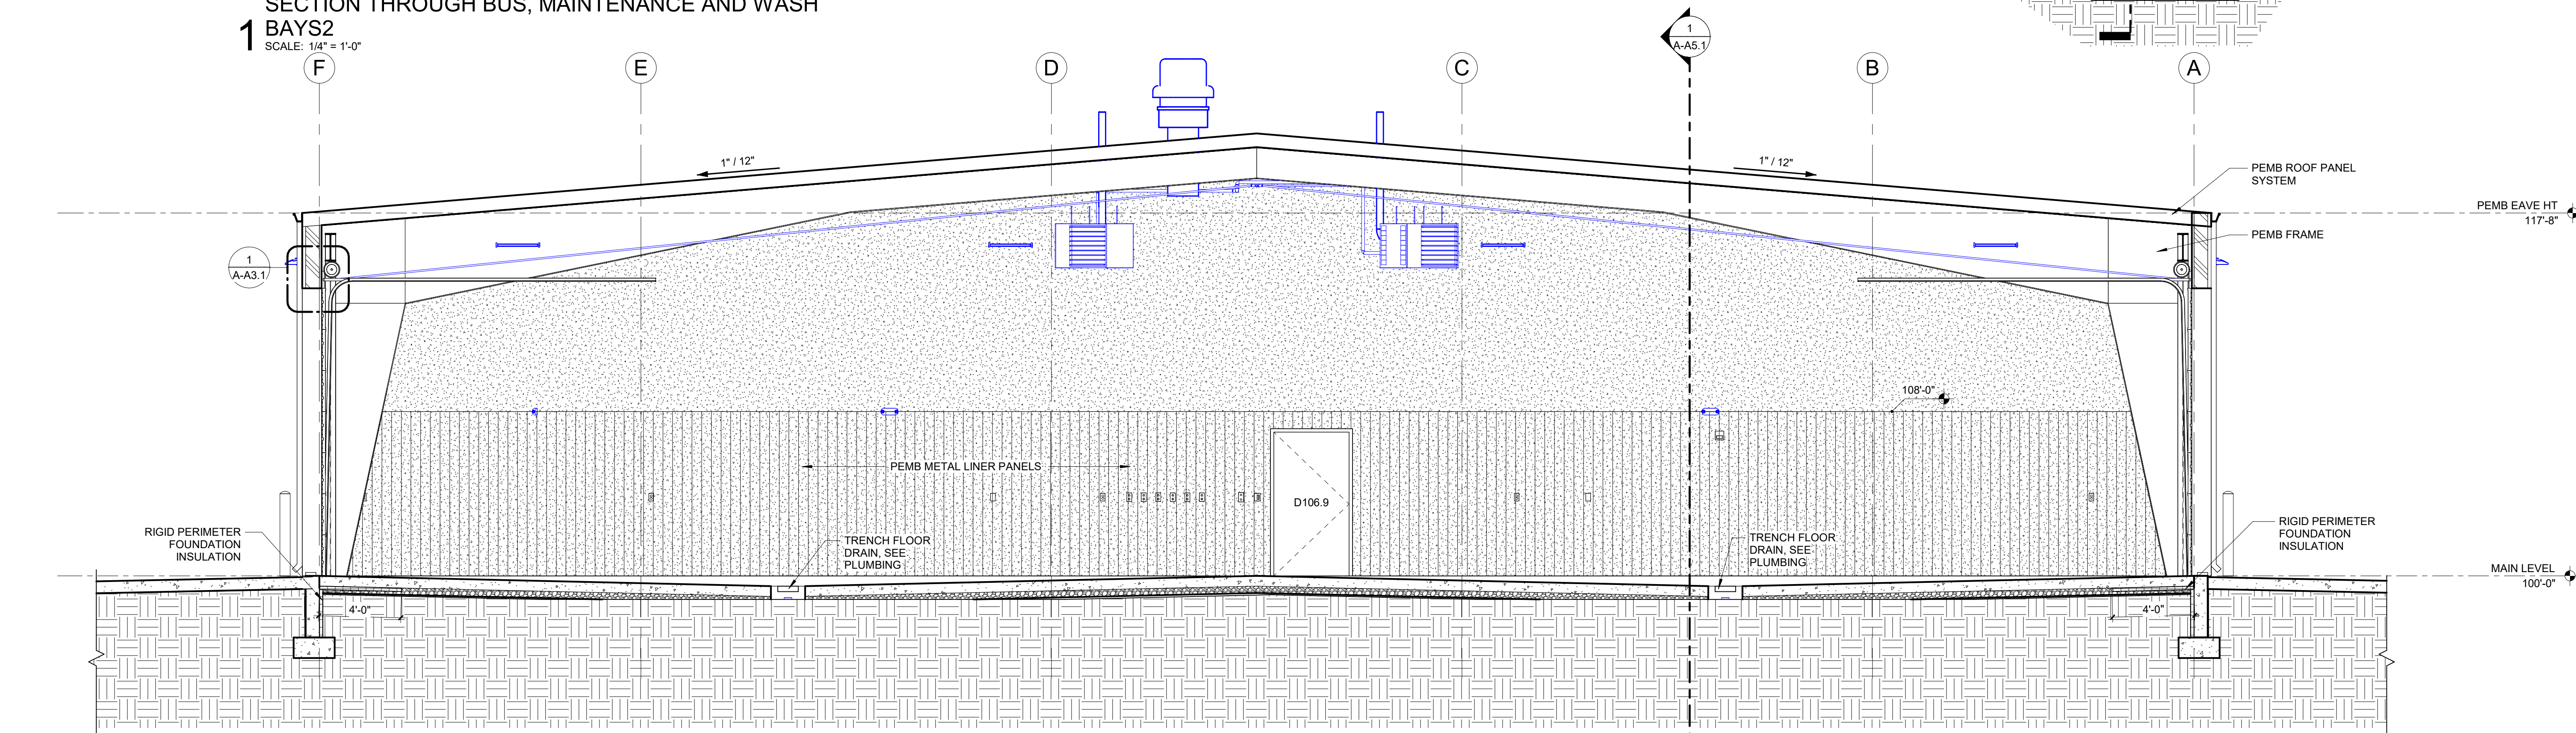 SECTION THROUGH BUS, MAINTENANCE AND WASH
1 BAYS2
SCALE: 1/4" = 1'-0"
F
E
D
C
1
A-A5.1
B
A
1" / 12"
1" / 12"
PEMB ROOF PANEL
SYSTEM
PEMB EAVE HT
117'-8"
PEMB FRAME
1
A-A3.1
108'-0"
PEMB METAL LINER PANELS
D106.9
RIGID PERIMETER
FOUNDATION
INSULATION
TRENCH FLOOR
DRAIN, SEE
PLUMBING
TRENCH FLOOR
DRAIN, SEE
PLUMBING
RIGID PERIMETER
FOUNDATION
INSULATION
MAIN LEVEL
100'-0"
4'-0"
4'-0"